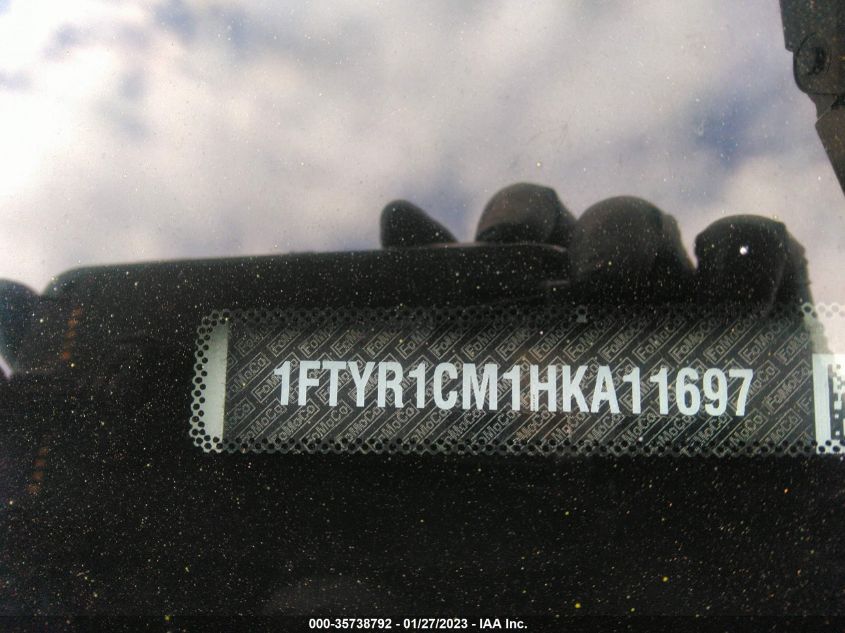 1FTYR1CM1HKA11697
000-35738792 - 01/27/2023 - IAA Inc.